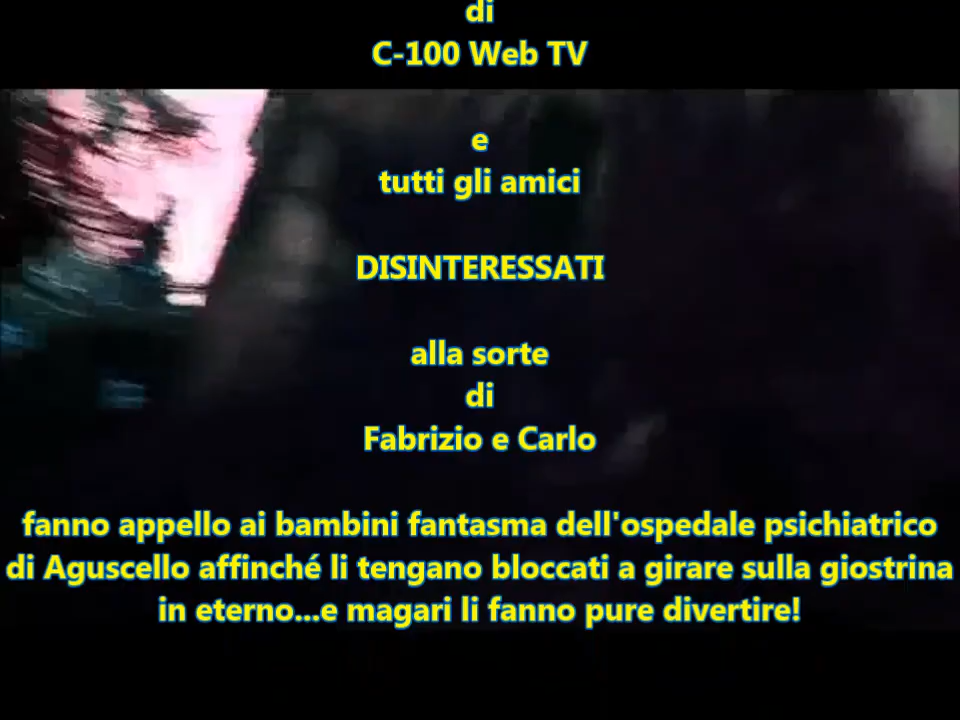 di
C-100 Web TV
e
tutti gli amici
DISINTERESSATI
alla sorte
di
Fabrizio e Carlo
fanno appello ai bambini fantasma dell'ospedale psichiatrico
di Aguscello affinché li tengano bloccati a girare sulla giostrina
in eterno...e magari li fanno pure divertire!